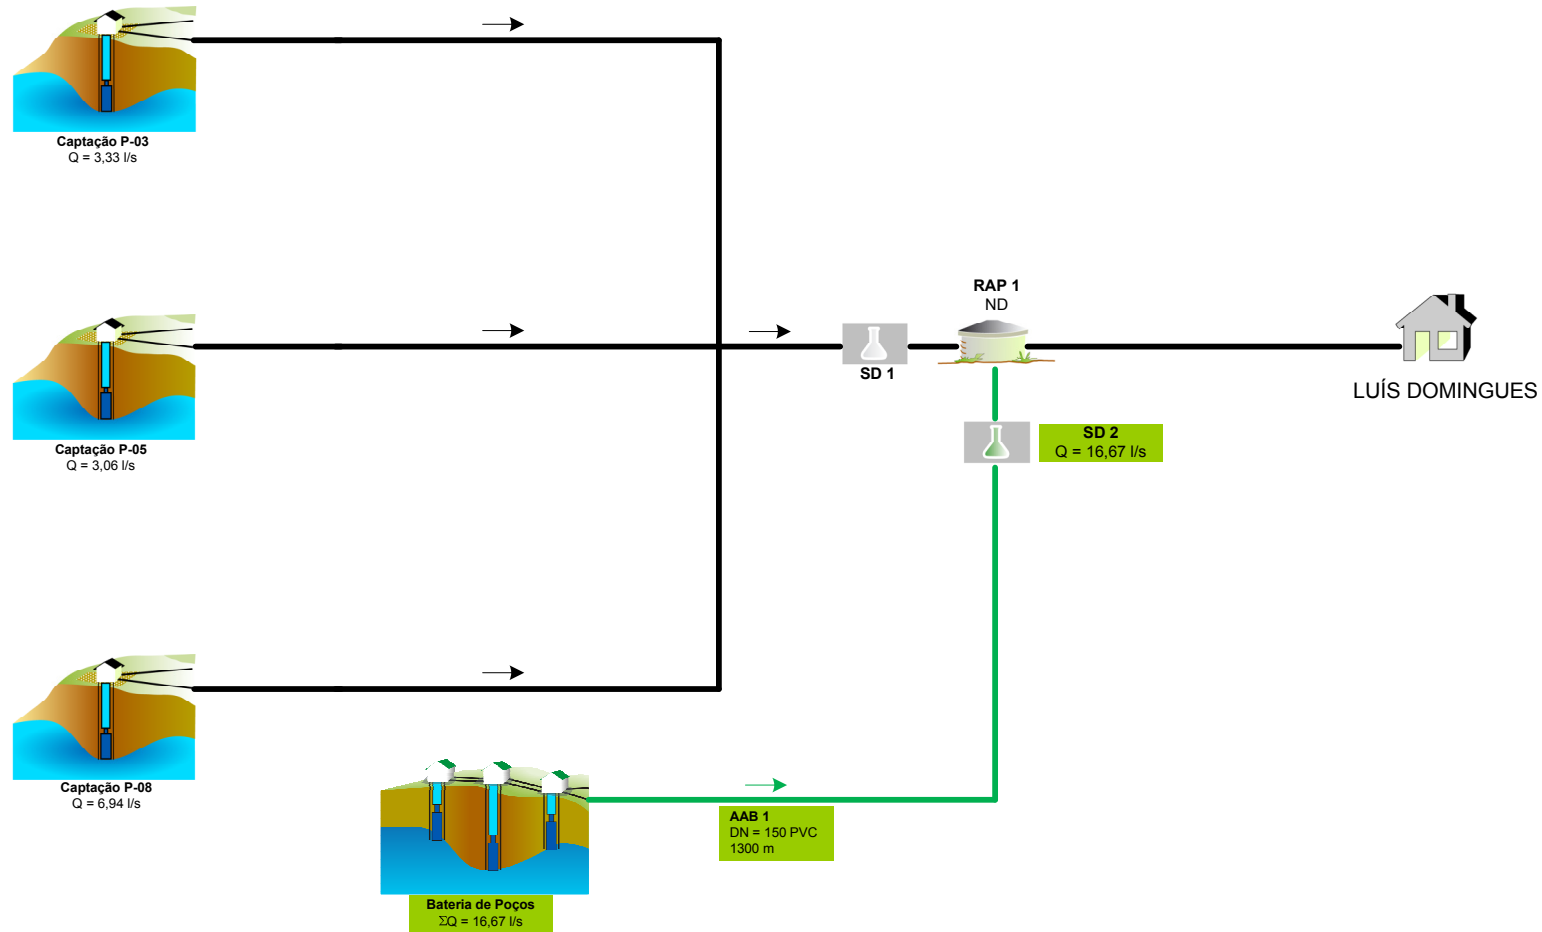 Captação P-03
Q = 3,33 l/s
RAP 1
ND
SD 1
LUÍS DOMINGUES
SD 2
Q = 16,67 l/s
Captação P-05
Q = 3,06 l/s
Captação P-08
Q = 6,94 l/s
AAB 1
DN = 150 PVC
1300 m
Bateria de Poços
ΣQ = 16,67 l/s